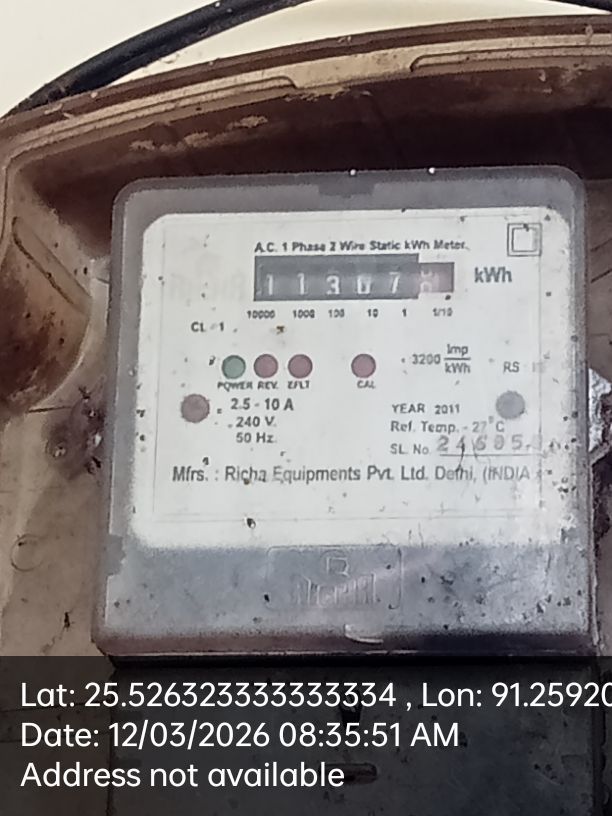 A.C. 1 Phase 2 Wire Static kWh Meter.
kWh
10000 1000 100 10 1 1/10
CL - 1
3200 Imp/kWh
RS
POWER REV. E/LT CAL
2.5 - 10 A
240 V.
50 Hz.
YEAR 2011
Ref. Temp. - 27°C
SL. No.
Mfrs. : Richa Equipments Pvt. Ltd. Delhi, (INDIA
Lat: 25.526323333333334 , Lon: 91.25920
Date: 12/03/2026 08:35:51 AM
Address not available